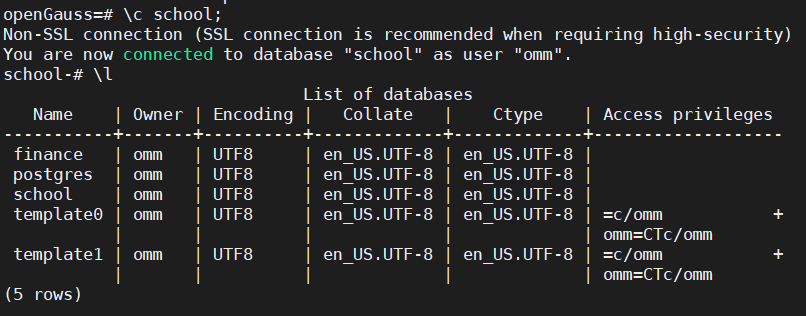 openGauss=# \c school;
Non-SSL connection (SSL connection is recommended when requiring high-security)
You are now connected to database "school" as user "omm".
school-# \l
                              List of databases
   Name    | Owner | Encoding |   Collate   |    Ctype    | Access privileges
-----------+-------+----------+-------------+-------------+-------------------
 finance   | omm   | UTF8     | en_US.UTF-8 | en_US.UTF-8 |
 postgres  | omm   | UTF8     | en_US.UTF-8 | en_US.UTF-8 |
 school    | omm   | UTF8     | en_US.UTF-8 | en_US.UTF-8 |
 template0 | omm   | UTF8     | en_US.UTF-8 | en_US.UTF-8 | =c/omm           +
           |       |          |             |             | omm=CTc/omm
 template1 | omm   | UTF8     | en_US.UTF-8 | en_US.UTF-8 | =c/omm           +
           |       |          |             |             | omm=CTc/omm
(5 rows)